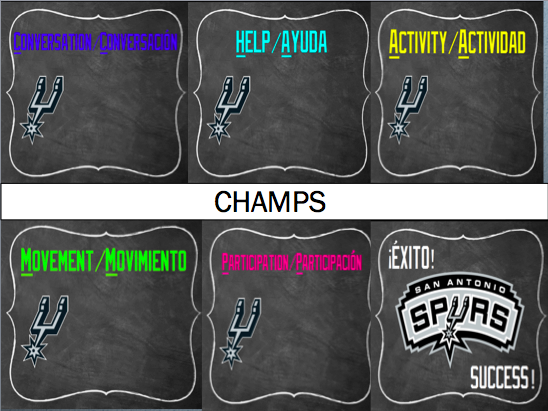 CONVERSATION/CONVERSACIÓN
HELP/AYUDA
ACTIVITY/ACTIVIDAD
CHAMPS
MOVEMENT/MOVIMIENTO
PARTICIPATION/PARTICIPACIÓN
¡ÉXITO!
SAN ANTONIO
SPURS
SUCCESS!